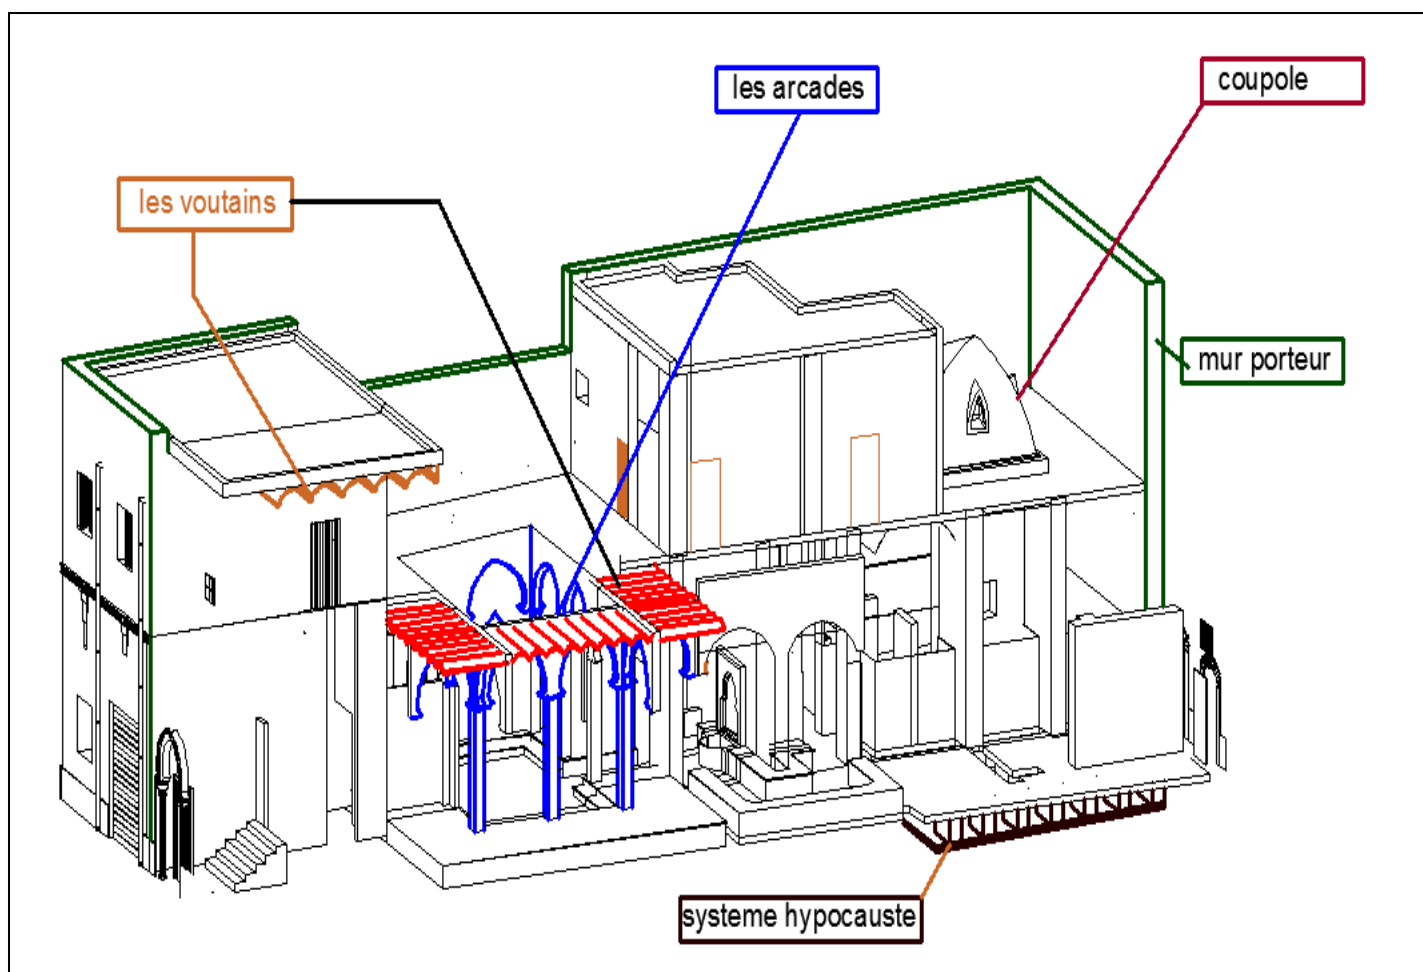 les arcades
coupole
les voutains
mur porteur
systeme hypocauste